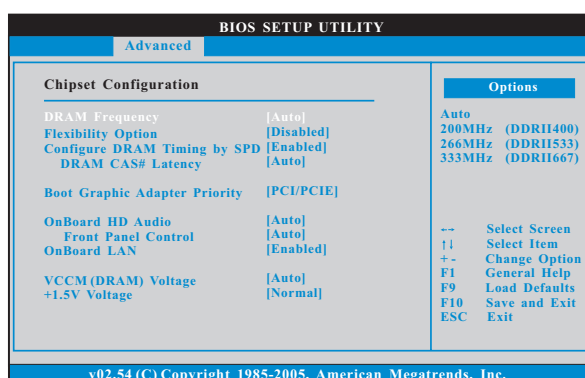 BIOS SETUP UTILITY
Advanced
Chipset Configuration
DRAM Frequency [Auto]
Flexibility Option [Disabled]
Configure DRAM Timing by SPD [Enabled]
DRAM CAS# Latency [Auto]
Boot Graphic Adapter Priority [PCI/PCIE]
OnBoard HD Audio [Auto]
Front Panel Control [Auto]
OnBoard LAN [Enabled]
VCCM (DRAM) Voltage [Auto]
+1.5V Voltage [Normal]
Options
Auto
200MHz (DDRII400)
266MHz (DDRII533)
333MHz (DDRII667)
←→ Select Screen
↑↓ Select Item
+ - Change Option
F1 General Help
F9 Load Defaults
F10 Save and Exit
ESC Exit
v02.54 (C) Copyright 1985-2005, American Megatrends, Inc.